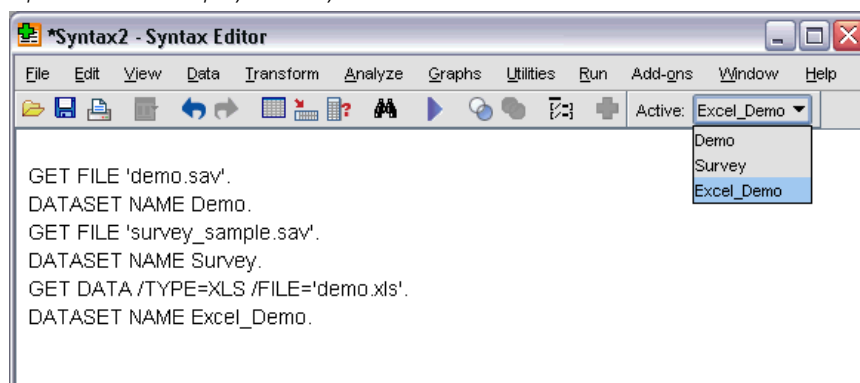 *Syntax2 - Syntax Editor
File Edit View Data Transform Analyze Graphs Utilities Run Add-ons Window Help
Active: Excel_Demo
Demo
Survey
Excel_Demo
GET FILE 'demo.sav'.
DATASET NAME Demo.
GET FILE 'survey_sample.sav'.
DATASET NAME Survey.
GET DATA /TYPE=XLS /FILE='demo.xls'.
DATASET NAME Excel_Demo.